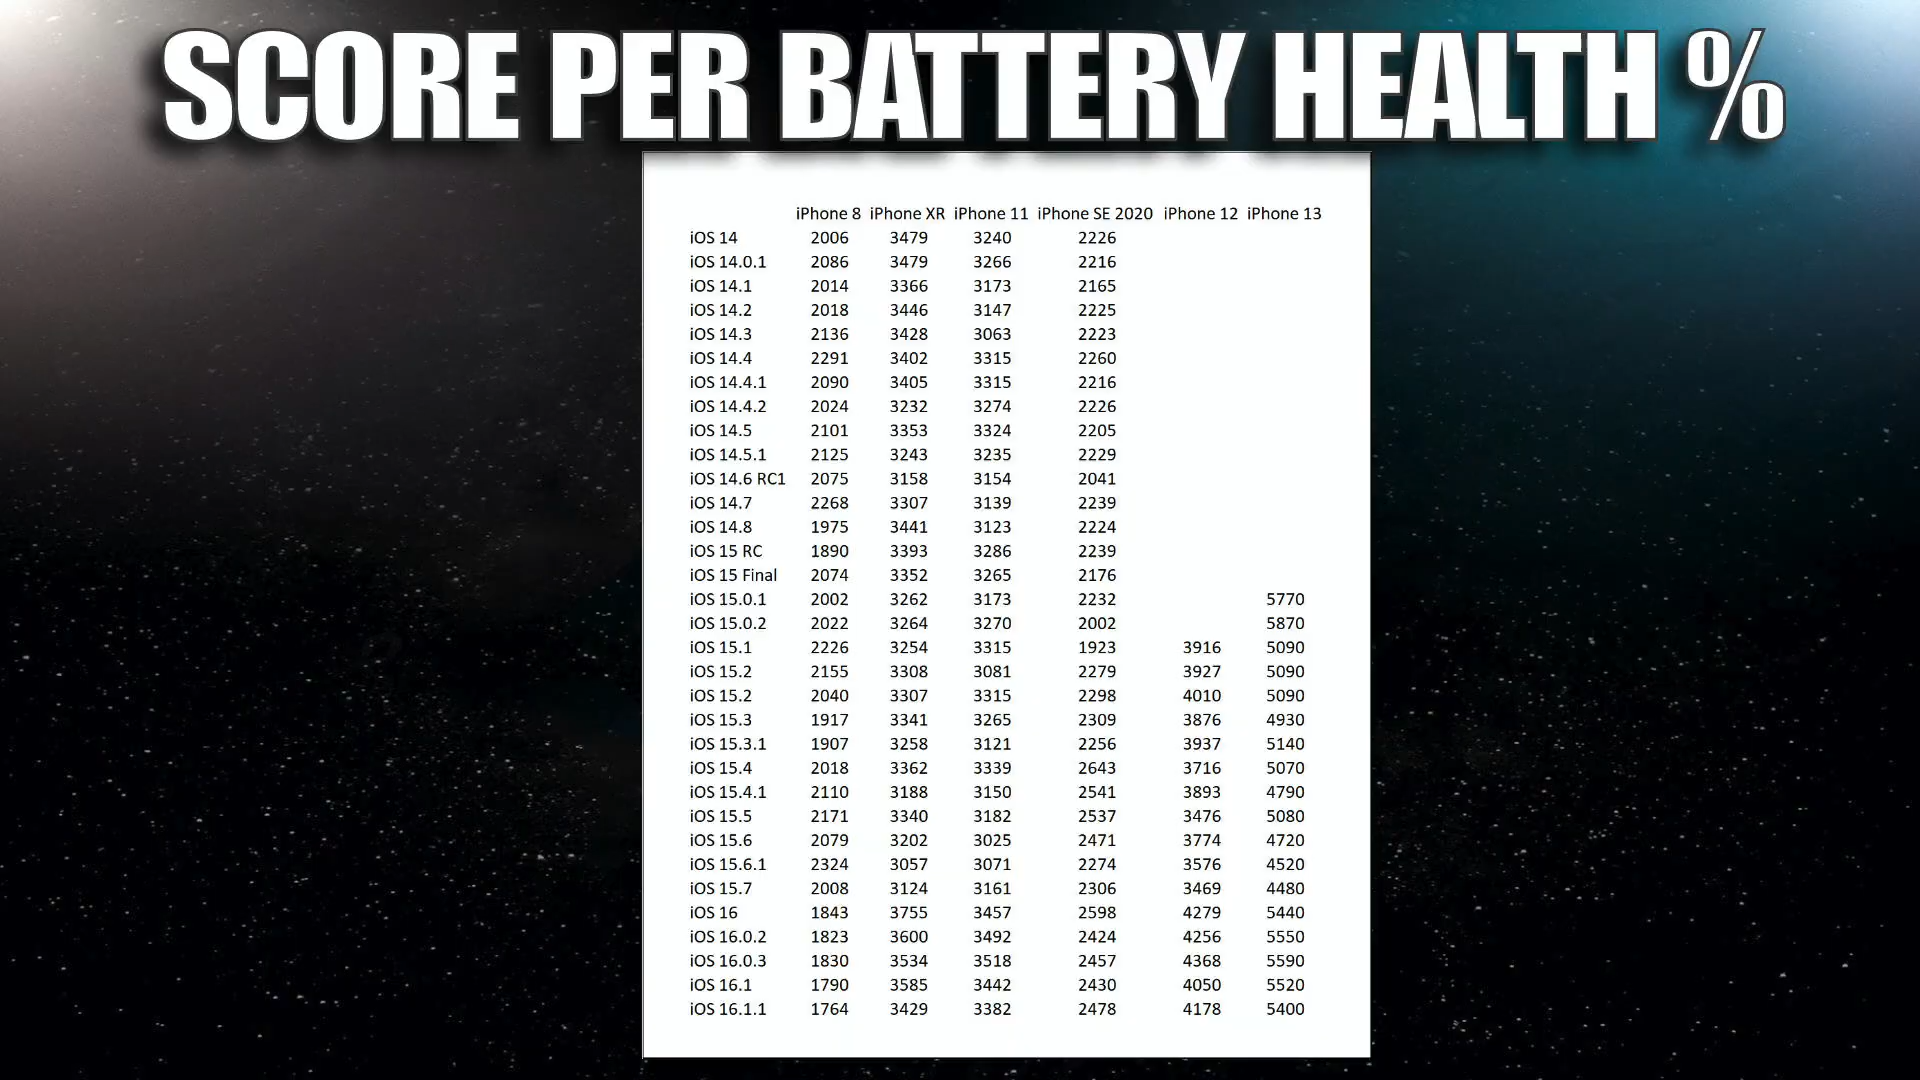 SCORE PER BATTERY HEALTH %
iPhone 8 iPhone XR iPhone 11 iPhone SE 2020 iPhone 12 iPhone 13
iOS 14 2006 3479 3240 2226
iOS 14.0.1 2086 3479 3266 2216
iOS 14.1 2014 3366 3173 2165
iOS 14.2 2018 3446 3147 2225
iOS 14.3 2136 3428 3063 2223
iOS 14.4 2291 3402 3315 2260
iOS 14.4.1 2090 3405 3315 2216
iOS 14.4.2 2024 3232 3274 2226
iOS 14.5 2101 3353 3324 2205
iOS 14.5.1 2125 3243 3235 2229
iOS 14.6 RC1 2075 3158 3154 2041
iOS 14.7 2268 3307 3139 2239
iOS 14.8 1975 3441 3123 2224
iOS 15 RC 1890 3393 3286 2239
iOS 15 Final 2074 3352 3265 2176
iOS 15.0.1 2002 3262 3173 2232 5770
iOS 15.0.2 2022 3264 3270 2002 5870
iOS 15.1 2226 3254 3315 1923 3916 5090
iOS 15.2 2155 3308 3081 2279 3927 5090
iOS 15.2 2040 3307 3315 2298 4010 5090
iOS 15.3 1917 3341 3265 2309 3876 4930
iOS 15.3.1 1907 3258 3121 2256 3937 5140
iOS 15.4 2018 3362 3339 2643 3716 5070
iOS 15.4.1 2110 3188 3150 2541 3893 4790
iOS 15.5 2171 3340 3182 2537 3476 5080
iOS 15.6 2079 3202 3025 2471 3774 4720
iOS 15.6.1 2324 3057 3071 2274 3576 4520
iOS 15.7 2008 3124 3161 2306 3469 4480
iOS 16 1843 3755 3457 2598 4279 5440
iOS 16.0.2 1823 3600 3492 2424 4256 5550
iOS 16.0.3 1830 3534 3518 2457 4368 5590
iOS 16.1 1790 3585 3442 2430 4050 5520
iOS 16.1.1 1764 3429 3382 2478 4178 5400